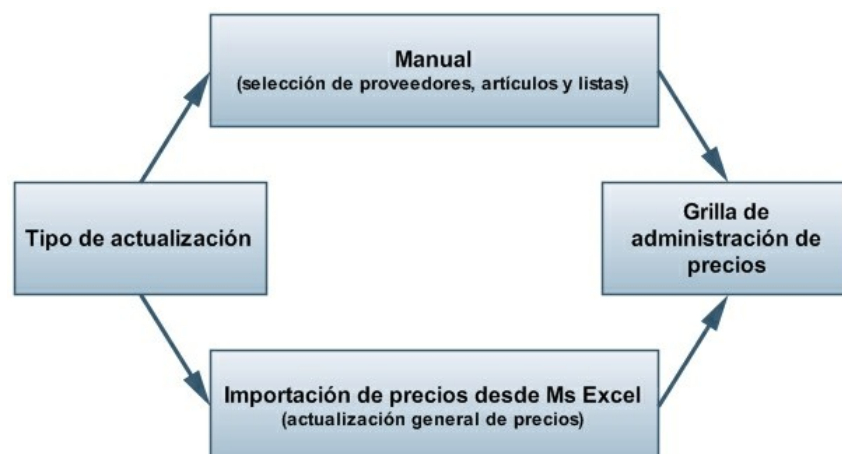 Manual
(selección de proveedores, artículos y listas)
Tipo de actualización
Grilla de
administración de
precios
Importación de precios desde Ms Excel
(actualización general de precios)